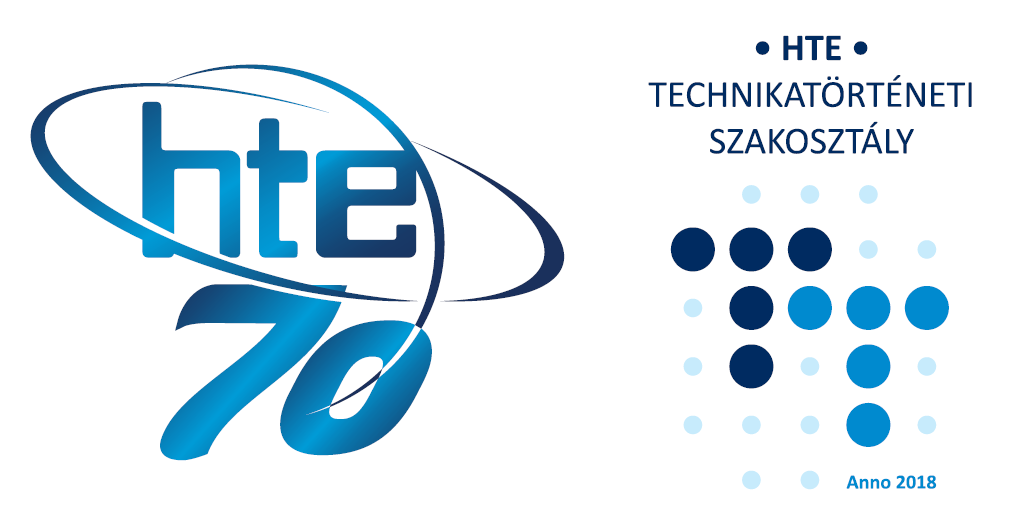 hte
70
• HTE •
TECHNIKATÖRTÉNETI
SZAKOSZTÁLY
Anno 2018